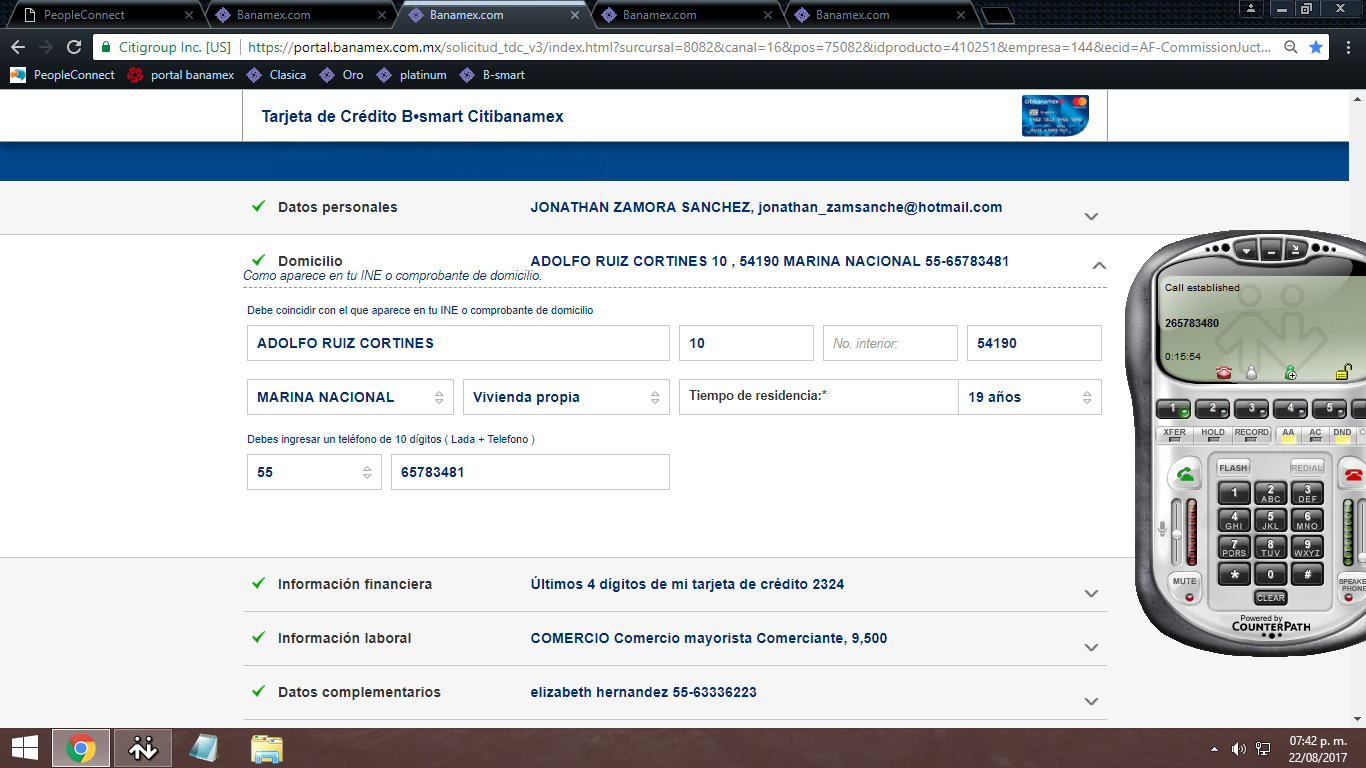 PeopleConnect
Banamex.com
Banamex.com
Banamex.com
Banamex.com
Citigroup Inc. [US]
https://portal.banamex.com.mx/solicitud_tdc_v3/index.html?surcursal=8082&canal=16&pos=75082&idproducto=410251&empresa=144&ecid=AF-CommissionJuct...
PeopleConnect portal banamex Clasica Oro platinum B-smart
Tarjeta de Crédito B•smart Citibanamex
citibanamex
Datos personales JONATHAN ZAMORA SANCHEZ, jonathan_zamsanche@hotmail.com
Domicilio ADOLFO RUIZ CORTINES 10 , 54190 MARINA NACIONAL 55-65783481
Como aparece en tu INE o comprobante de domicilio.
Debe coincidir con el que aparece en tu INE o comprobante de domicilio
ADOLFO RUIZ CORTINES 10 No. interior: 54190
MARINA NACIONAL Vivienda propia Tiempo de residencia:* 19 años
Debes ingresar un teléfono de 10 dígitos ( Lada + Telefono )
55 65783481
Información financiera Últimos 4 dígitos de mi tarjeta de crédito 2324
Información laboral COMERCIO Comercio mayorista Comerciante, 9,500
Datos complementarios elizabeth hernandez 55-63336223
Call established
265783480
0:15:54
1 2 3 4 5
XFER HOLD RECORD AA AC DND C
FLASH REDIAL
1 2 ABC 3 DEF
4 GHI 5 JKL 6 MNO
7 PQRS 8 TUV 9 WXYZ
* 0 #
MUTE CLEAR SPEAKE PHONE
Powered by
COUNTERPATH
07:42 p. m.
22/08/2017